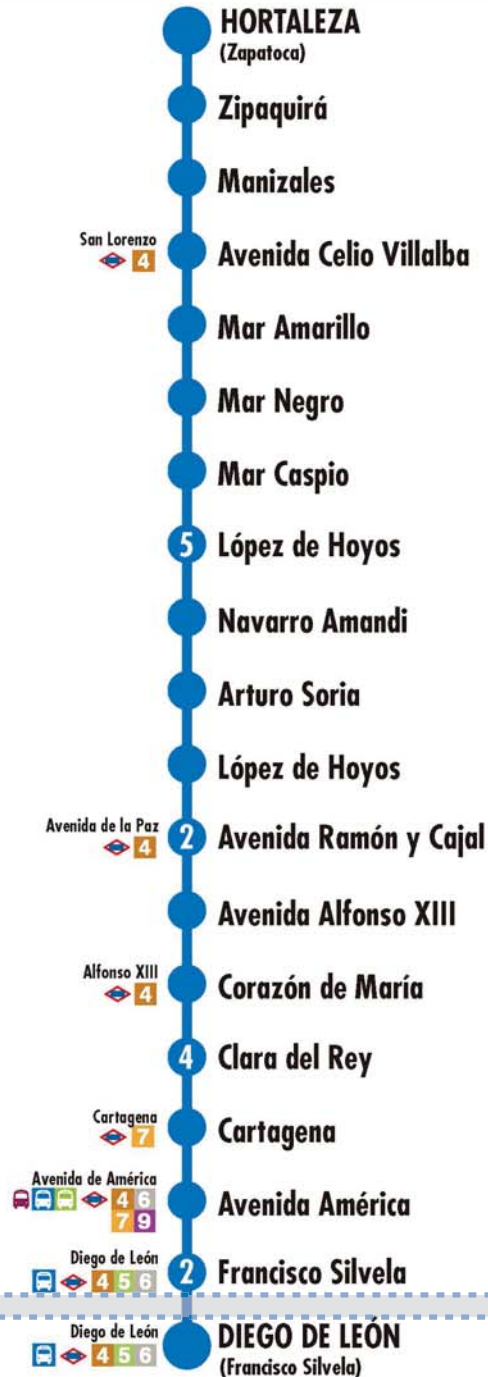 HORTALEZA
(Zapatoca)
Zipaquirá
Manizales
San Lorenzo
4
Avenida Celio Villalba
Mar Amarillo
Mar Negro
Mar Caspio
5 López de Hoyos
Navarro Amandi
Arturo Soria
López de Hoyos
Avenida de la Paz
4
2 Avenida Ramón y Cajal
Avenida Alfonso XIII
Alfonso XIII
4
Corazón de María
4 Clara del Rey
Cartagena
7
Cartagena
Avenida de América
4 6
7 9
Avenida América
Diego de León
4 5 6
2 Francisco Silvela
Diego de León
4 5 6
DIEGO DE LEÓN
(Francisco Silvela)